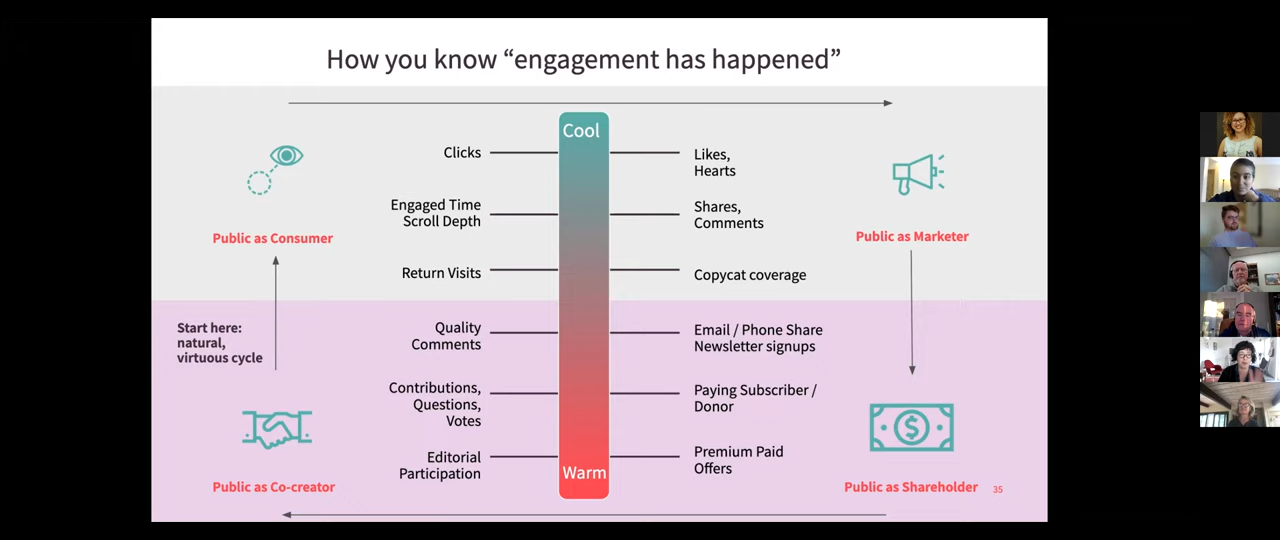 How you know “engagement has happened”
Cool
Clicks
Likes,
Hearts
Engaged Time
Scroll Depth
Shares,
Comments
Public as Consumer
Public as Marketer
Return Visits
Copycat coverage
Start here:
natural,
virtuous cycle
Quality
Comments
Email / Phone Share
Newsletter signups
Contributions,
Questions,
Votes
Paying Subscriber /
Donor
Editorial
Participation
Premium Paid
Offers
Warm
Public as Co-creator
Public as Shareholder
35
$